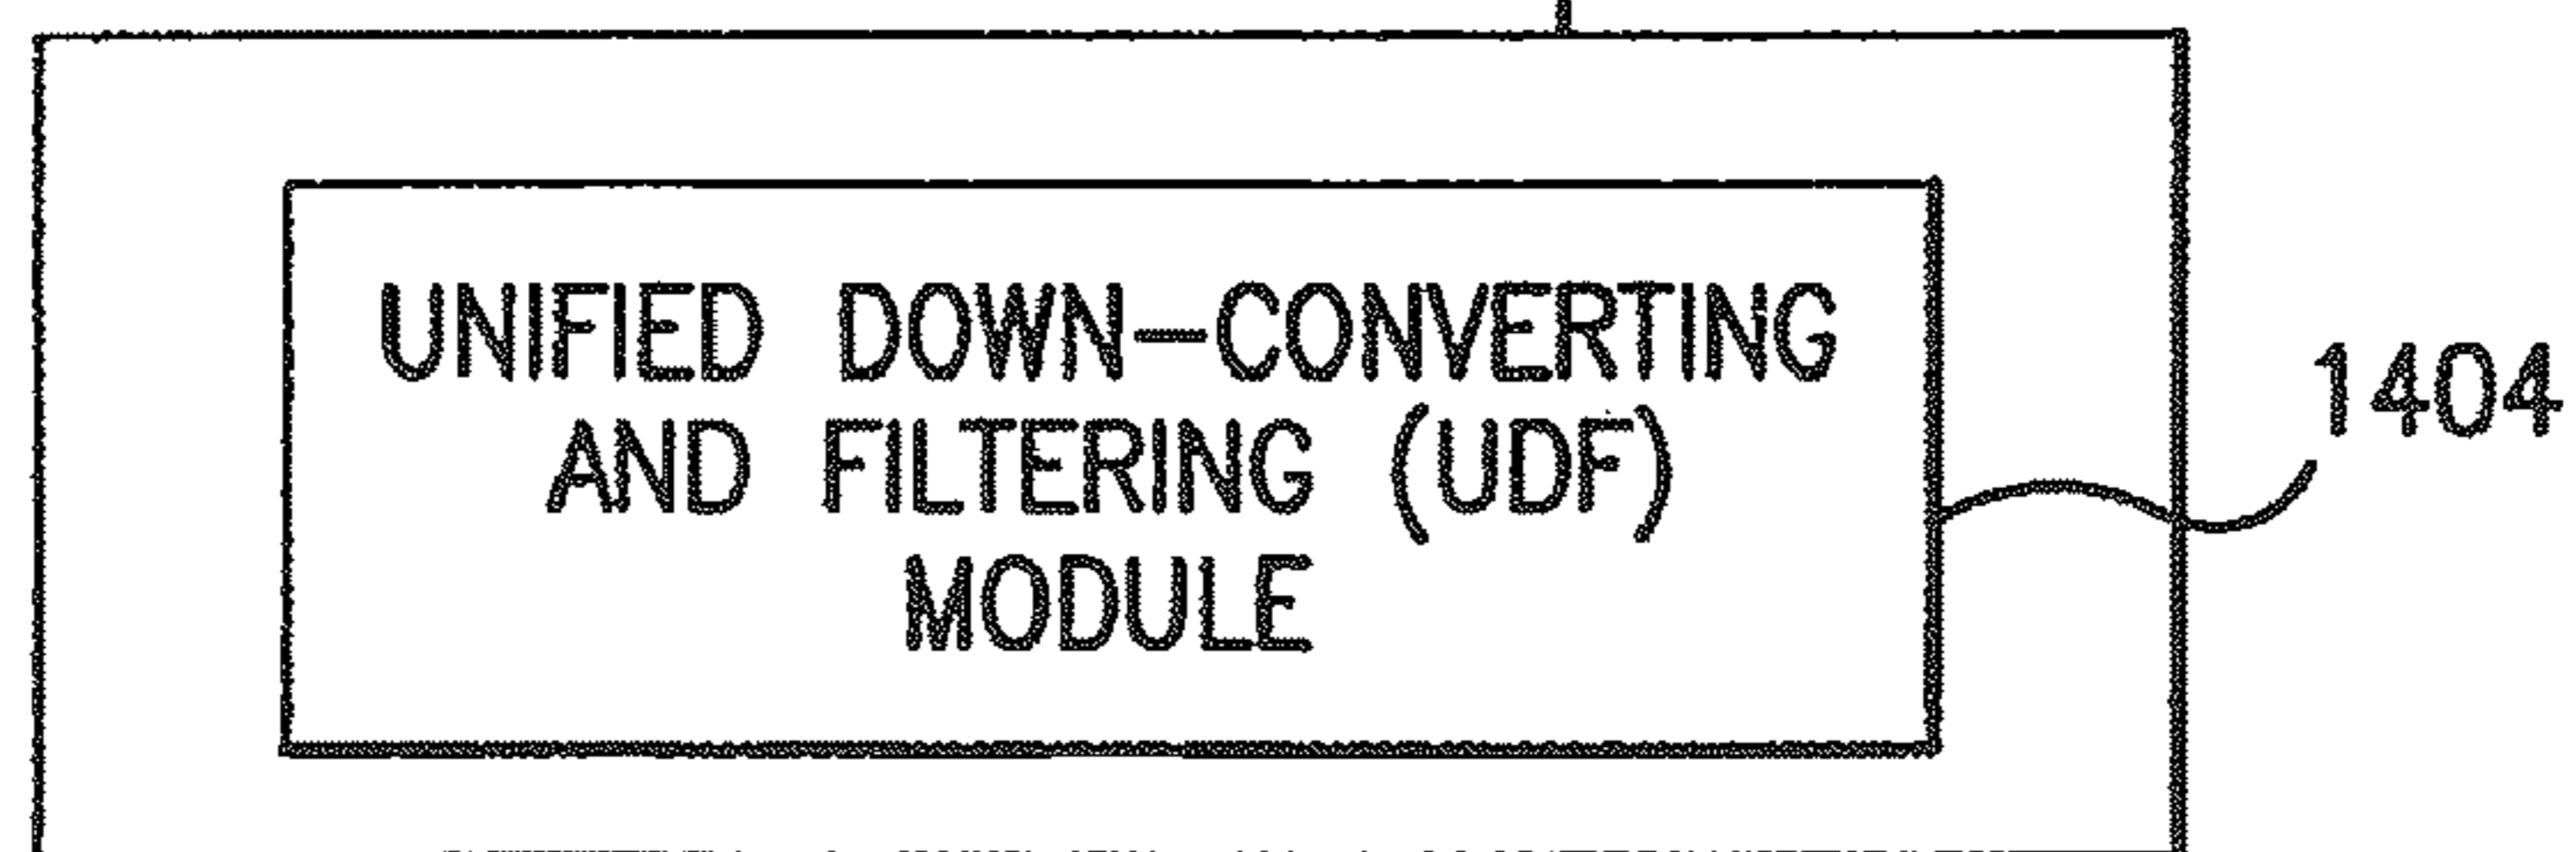 UNIFIED DOWN-CONVERTING
AND FILTERING (UDF)
MODULE
1404